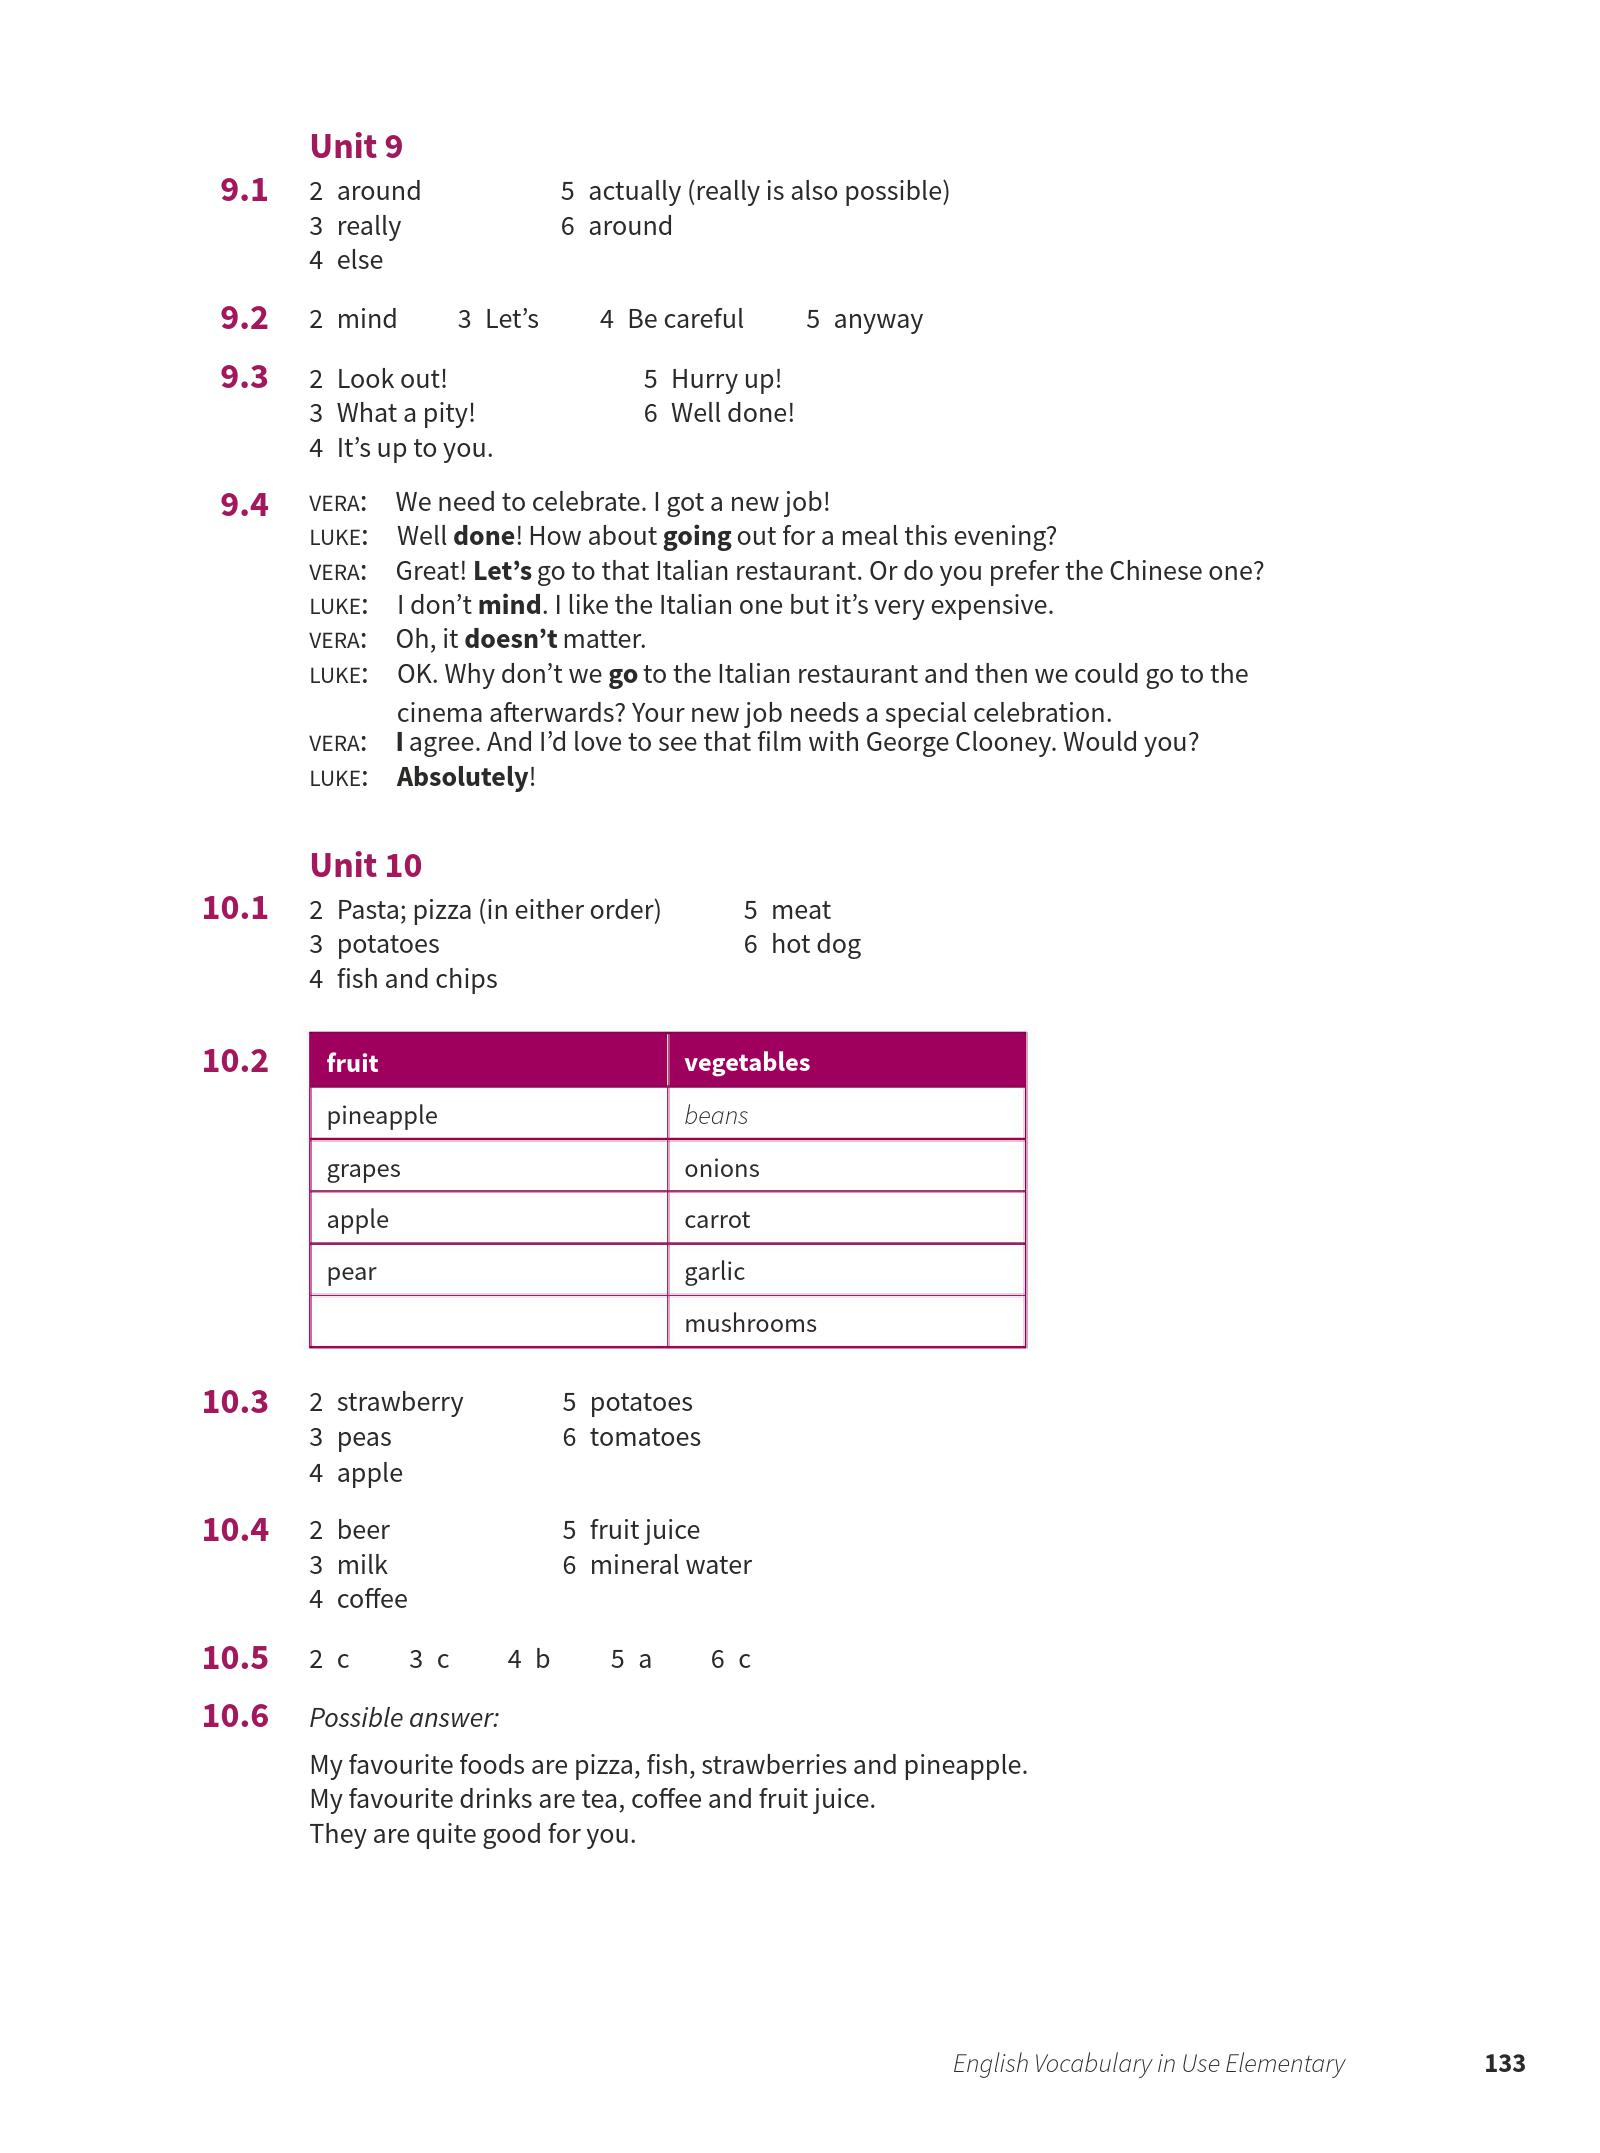 Unit 9
9.1 2 around 5 actually (really is also possible)
3 really 6 around
4 else
9.2 2 mind 3 Let’s 4 Be careful 5 anyway
9.3 2 Look out! 5 Hurry up!
3 What a pity! 6 Well done!
4 It’s up to you.
9.4 VERA: We need to celebrate. I got a new job!
LUKE: Well done! How about going out for a meal this evening?
VERA: Great! Let’s go to that Italian restaurant. Or do you prefer the Chinese one?
LUKE: I don’t mind. I like the Italian one but it’s very expensive.
VERA: Oh, it doesn’t matter.
LUKE: OK. Why don’t we go to the Italian restaurant and then we could go to the
cinema afterwards? Your new job needs a special celebration.
VERA: I agree. And I’d love to see that film with George Clooney. Would you?
LUKE: Absolutely!
Unit 10
10.1 2 Pasta; pizza (in either order) 5 meat
3 potatoes 6 hot dog
4 fish and chips
10.2 fruit vegetables
pineapple beans
grapes onions
apple carrot
pear garlic
mushrooms
10.3 2 strawberry 5 potatoes
3 peas 6 tomatoes
4 apple
10.4 2 beer 5 fruit juice
3 milk 6 mineral water
4 coffee
10.5 2 c 3 c 4 b 5 a 6 c
10.6 Possible answer:
My favourite foods are pizza, fish, strawberries and pineapple.
My favourite drinks are tea, coffee and fruit juice.
They are quite good for you.
English Vocabulary in Use Elementary 133